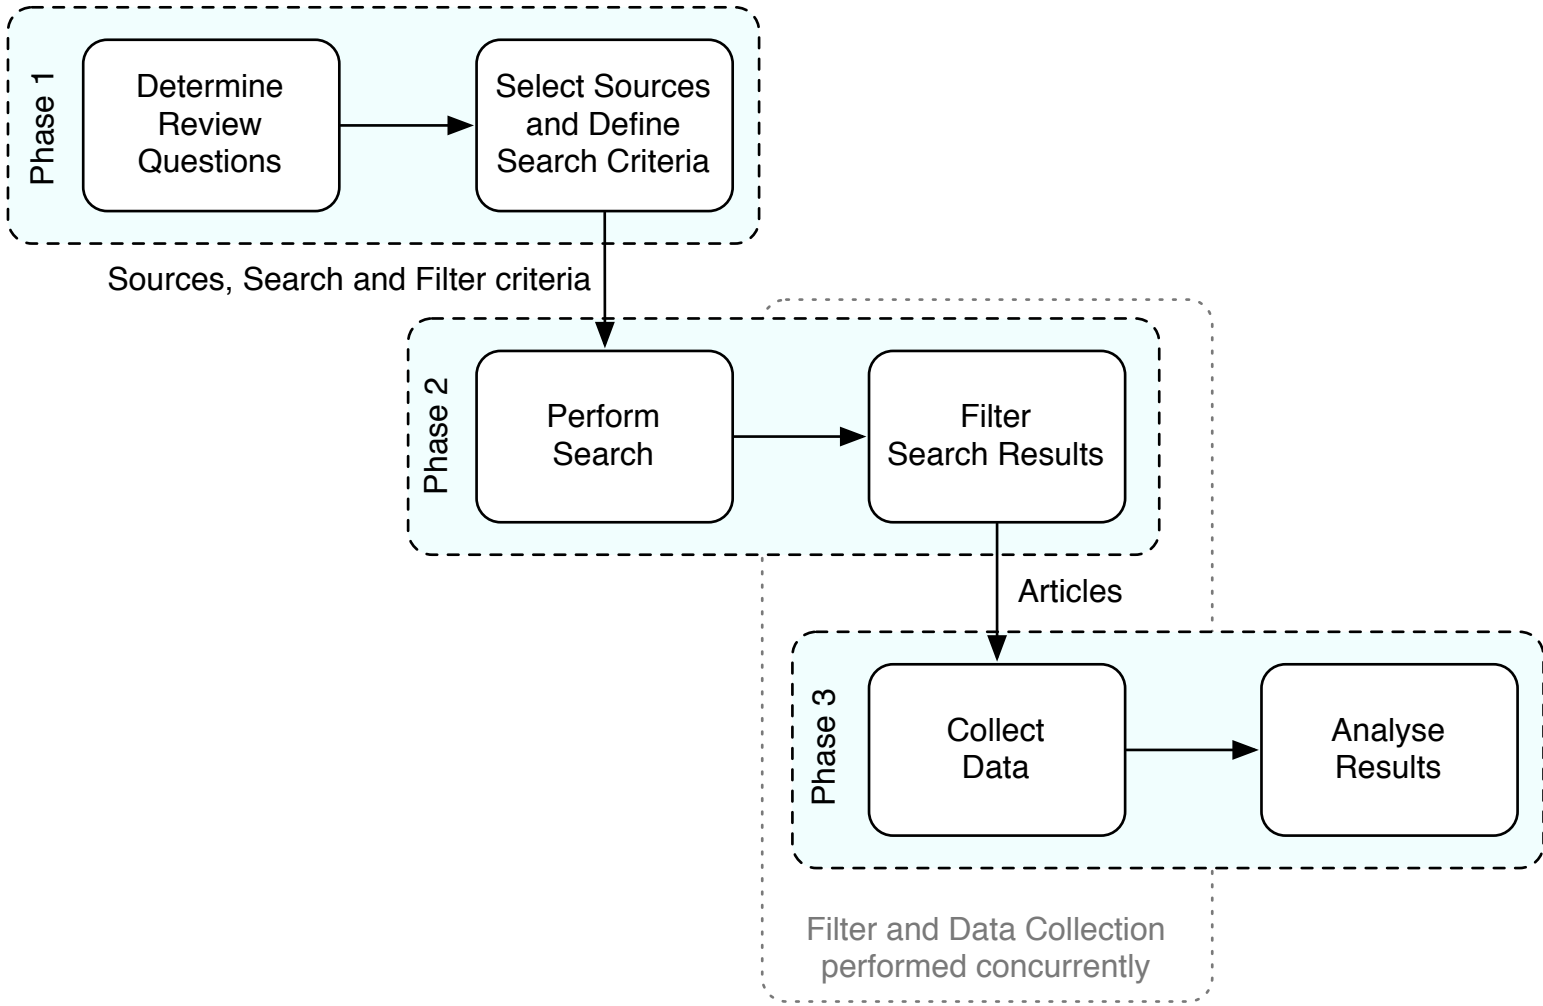 Phase 1
Determine
Review
Questions
Select Sources
and Define
Search Criteria
Sources, Search and Filter criteria
Phase 2
Perform
Search
Filter
Search Results
Articles
Phase 3
Collect
Data
Analyse
Results
Filter and Data Collection
performed concurrently